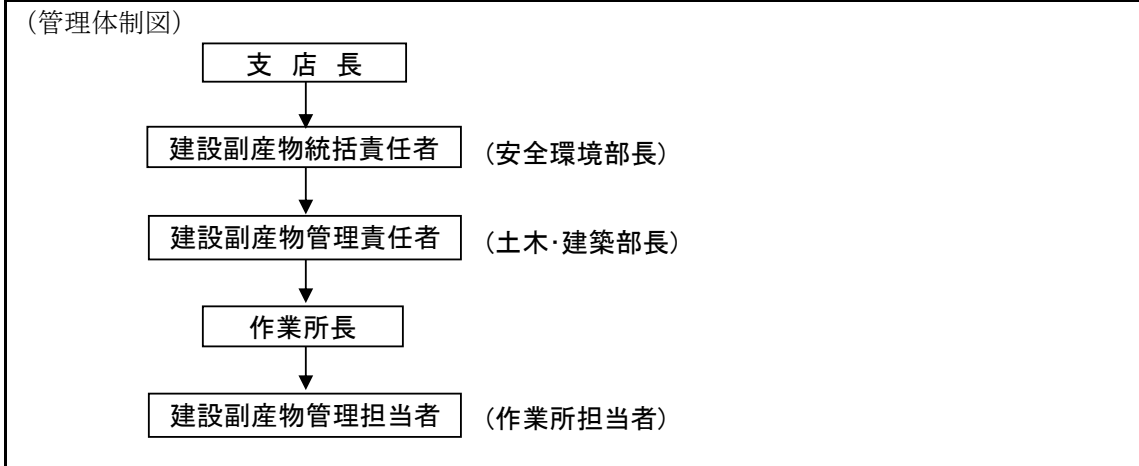 （管理体制図）
支 店 長
建設副産物統括責任者 （安全環境部長）
建設副産物管理責任者 （土木・建築部長）
作業所長
建設副産物管理担当者 （作業所担当者）